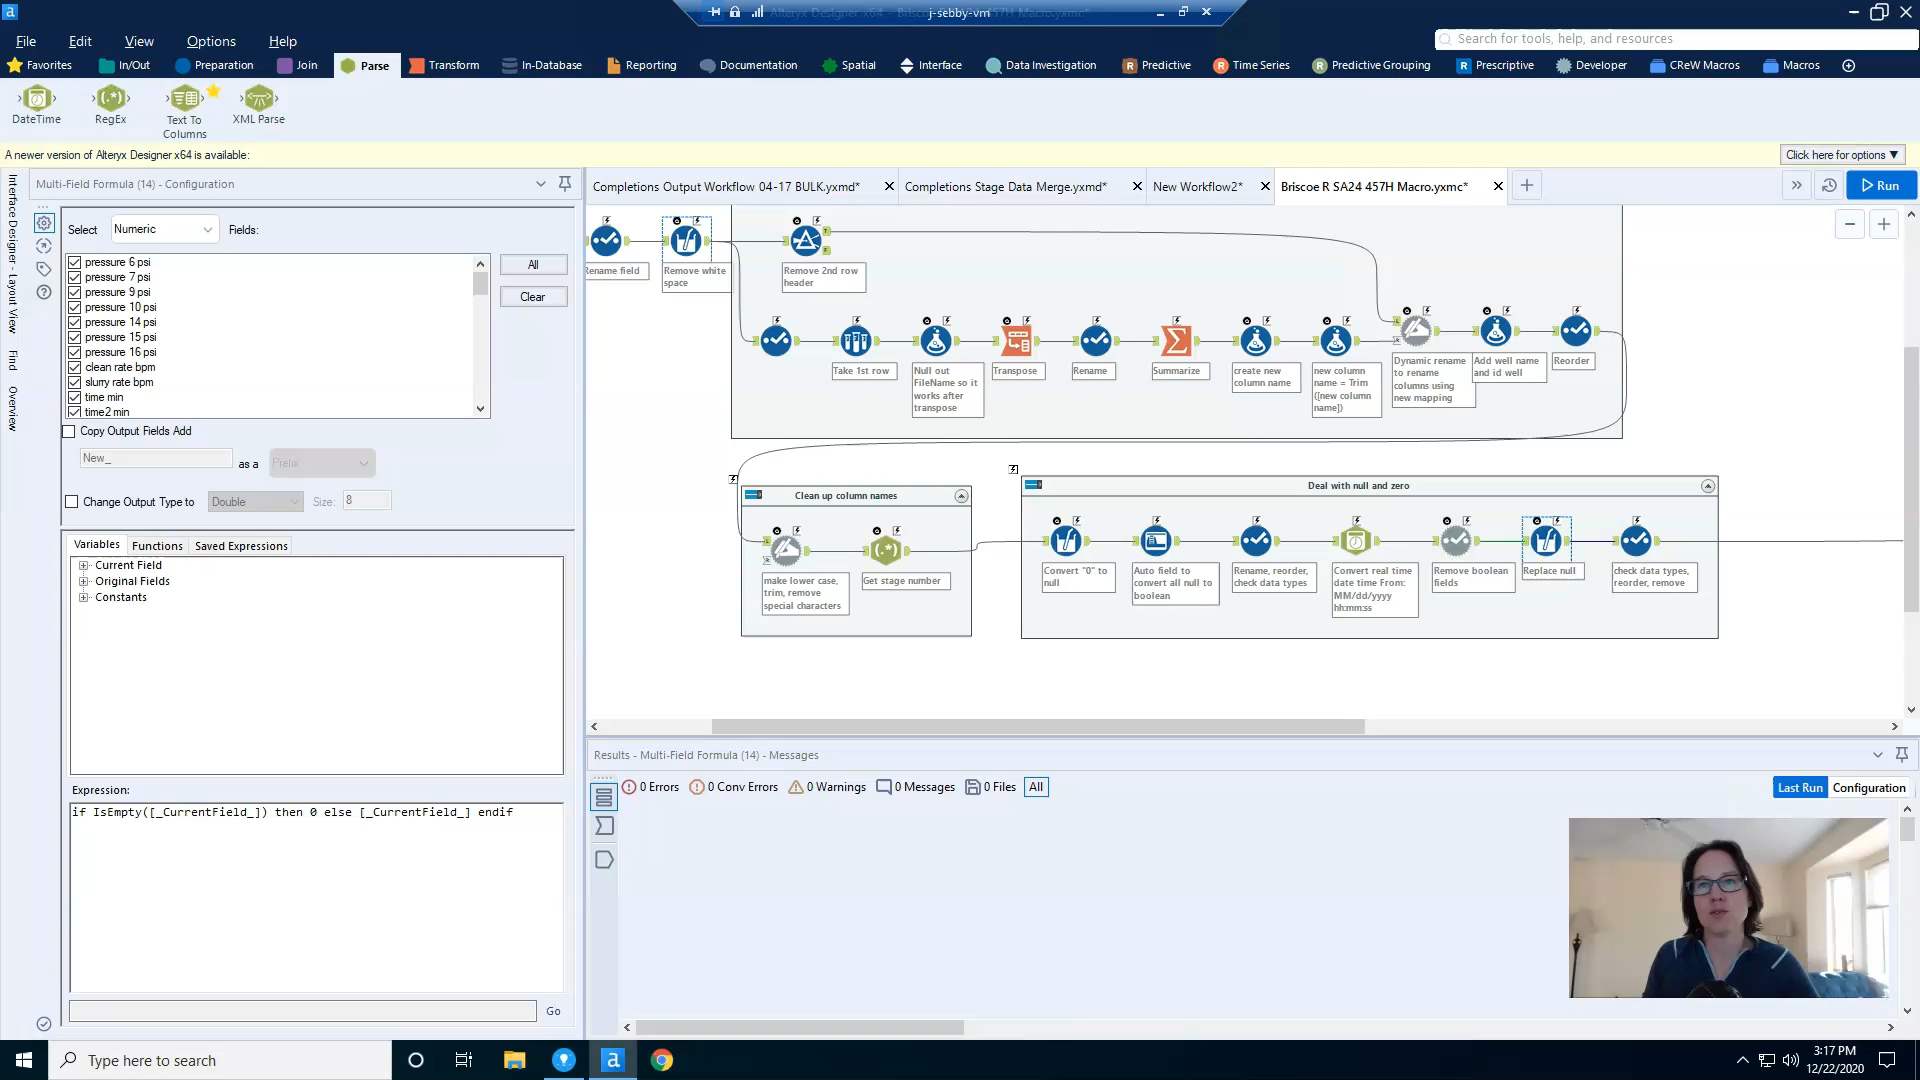 j-sebby-vm
File Edit View Options Help
Search for tools, help, and resources
Favorites In/Out Preparation Join Parse Transform In-Database Reporting Documentation Spatial Interface Data Investigation Predictive Time Series Predictive Grouping Prescriptive Developer CReW Macros Macros
DateTime RegEx Text To Columns XML Parse
A newer version of Alteryx Designer x64 is available:
Click here for options ▼
Interface Designer - Layout View
Find
Overview
Multi-Field Formula (14) - Configuration
Select Numeric Fields:
pressure 6 psi
pressure 7 psi
pressure 9 psi
pressure 10 psi
pressure 14 psi
pressure 15 psi
pressure 16 psi
clean rate bpm
slurry rate bpm
time min
time2 min
All
Clear
Copy Output Fields Add
New_ as a Prefix
Change Output Type to Double Size: 8
Variables Functions Saved Expressions
Current Field
Original Fields
Constants
Expression:
if IsEmpty([_CurrentField_]) then 0 else [_CurrentField_] endif
Go
Completions Output Workflow 04-17 BULK.yxmd* Completions Stage Data Merge.yxmd* New Workflow2* Briscoe R SA24 457H Macro.yxmc*
Run
Rename field
Remove white
space
Remove 2nd row
header
Take 1st row
Null out
FileName so it
works after
transpose
Transpose
Rename
Summarize
create new
column name
new column
name = Trim
([new column
name])
Dynamic rename
to rename
columns using
new mapping
Add well name
and id well
Reorder
Clean up column names
make lower case,
trim, remove
special characters
Get stage number
Deal with null and zero
Convert "0" to
null
Auto field to
convert all null to
boolean
Rename, reorder,
check data types
Convert real time
date time From:
MM/dd/yyyy
hh:mm:ss
Remove boolean
fields
Replace null
check data types,
reorder, remove
Results - Multi-Field Formula (14) - Messages
0 Errors 0 Conv Errors 0 Warnings 0 Messages 0 Files All
Last Run Configuration
Type here to search
3:17 PM
12/22/2020